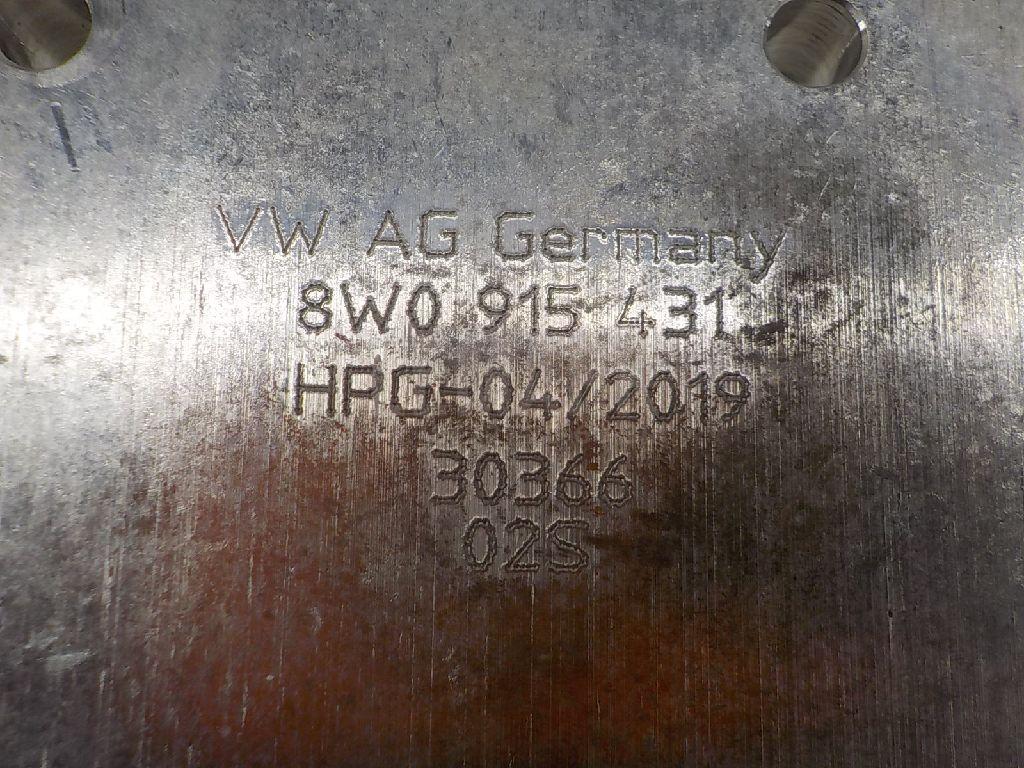 VW AG Germany
8W0 915 431
HPG-04/2019
30366
02S